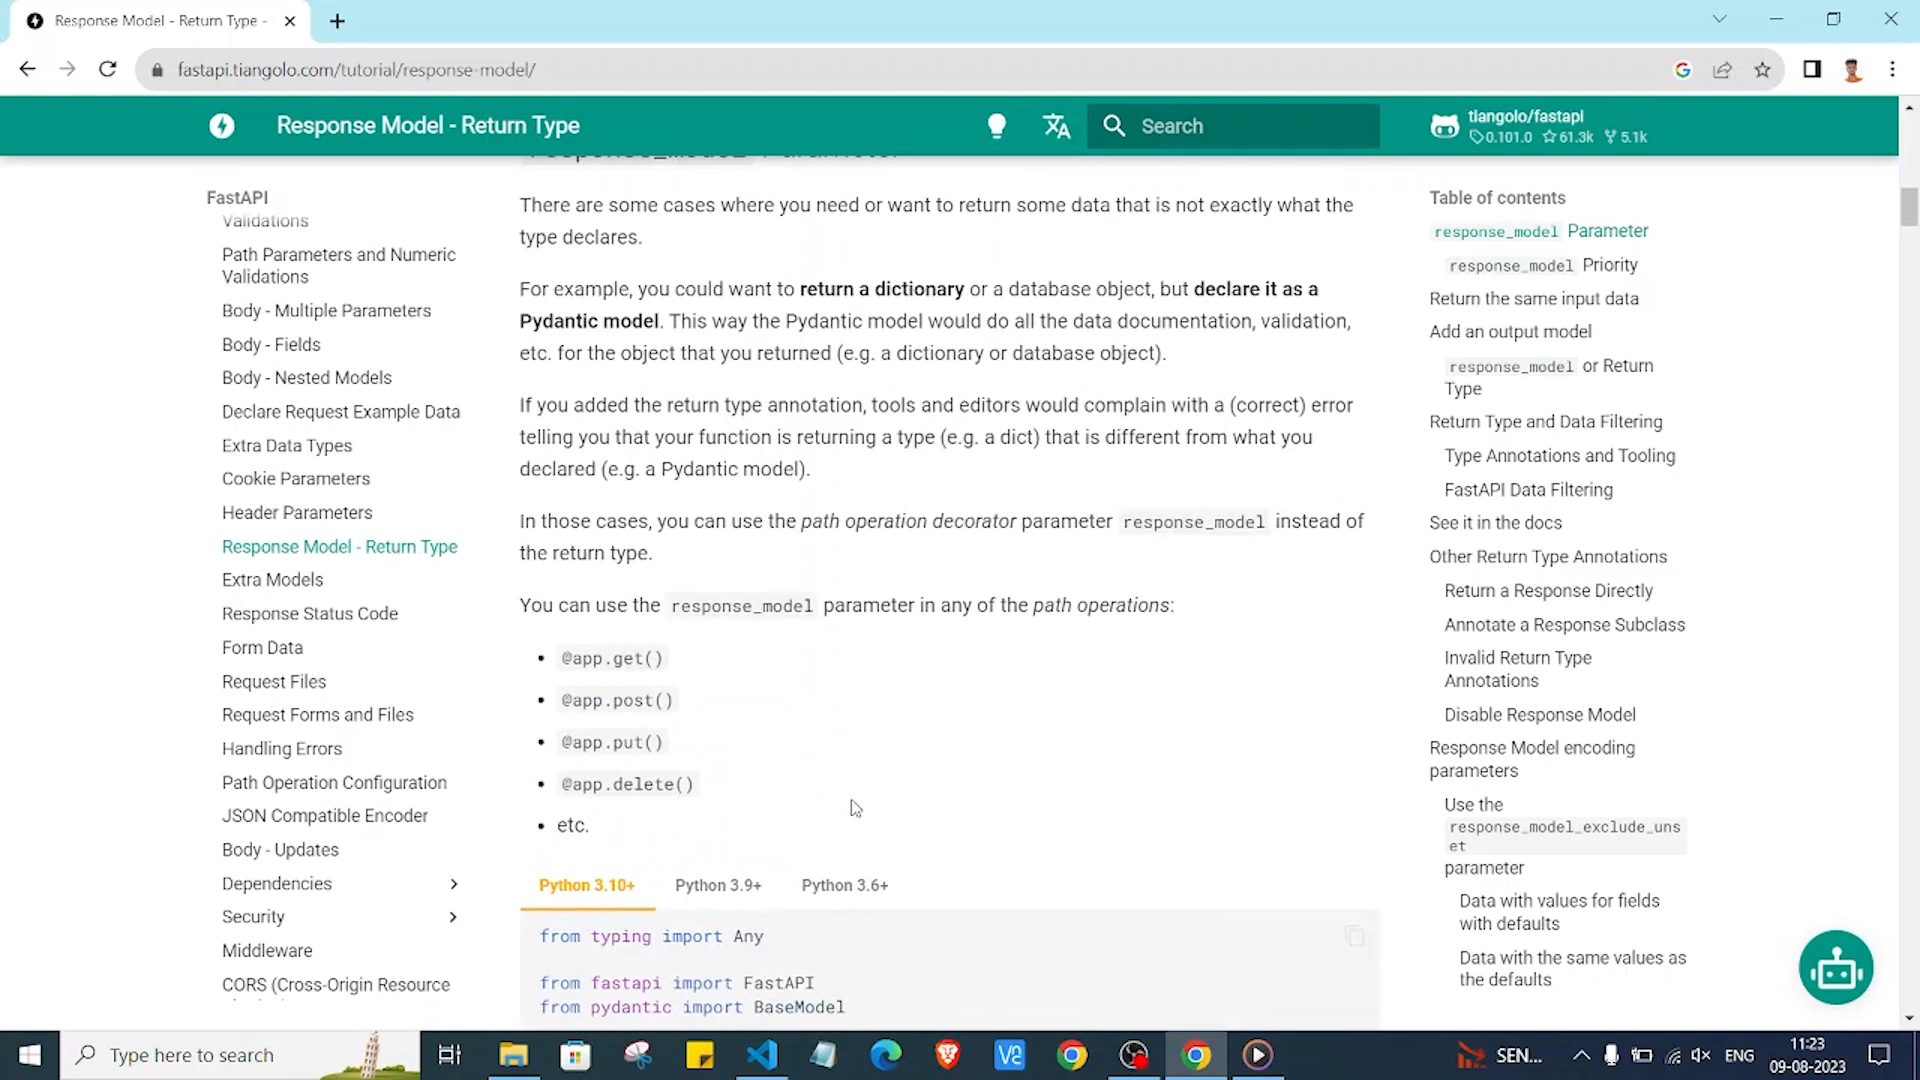 Response Model - Return Type -
fastapi.tiangolo.com/tutorial/response-model/
Response Model - Return Type
Search
tiangolo/fastapi
0.101.0 61.3k 5.1k
FastAPI
Validations
Path Parameters and Numeric
Validations
Body - Multiple Parameters
Body - Fields
Body - Nested Models
Declare Request Example Data
Extra Data Types
Cookie Parameters
Header Parameters
Response Model - Return Type
Extra Models
Response Status Code
Form Data
Request Files
Request Forms and Files
Handling Errors
Path Operation Configuration
JSON Compatible Encoder
Body - Updates
Dependencies
Security
Middleware
CORS (Cross-Origin Resource
response_model Parameter
There are some cases where you need or want to return some data that is not exactly what the
type declares.
For example, you could want to return a dictionary or a database object, but declare it as a
Pydantic model. This way the Pydantic model would do all the data documentation, validation,
etc. for the object that you returned (e.g. a dictionary or database object).
If you added the return type annotation, tools and editors would complain with a (correct) error
telling you that your function is returning a type (e.g. a dict) that is different from what you
declared (e.g. a Pydantic model).
In those cases, you can use the path operation decorator parameter response_model instead of
the return type.
You can use the response_model parameter in any of the path operations:
• @app.get()
• @app.post()
• @app.put()
• @app.delete()
• etc.
Python 3.10+ Python 3.9+ Python 3.6+
from typing import Any
from fastapi import FastAPI
from pydantic import BaseModel
Table of contents
response_model Parameter
response_model Priority
Return the same input data
Add an output model
response_model or Return
Type
Return Type and Data Filtering
Type Annotations and Tooling
FastAPI Data Filtering
See it in the docs
Other Return Type Annotations
Return a Response Directly
Annotate a Response Subclass
Invalid Return Type
Annotations
Disable Response Model
Response Model encoding
parameters
Use the
response_model_exclude_uns
et
parameter
Data with values for fields
with defaults
Data with the same values as
the defaults
Type here to search
SEN...
ENG
11:23
09-08-2023